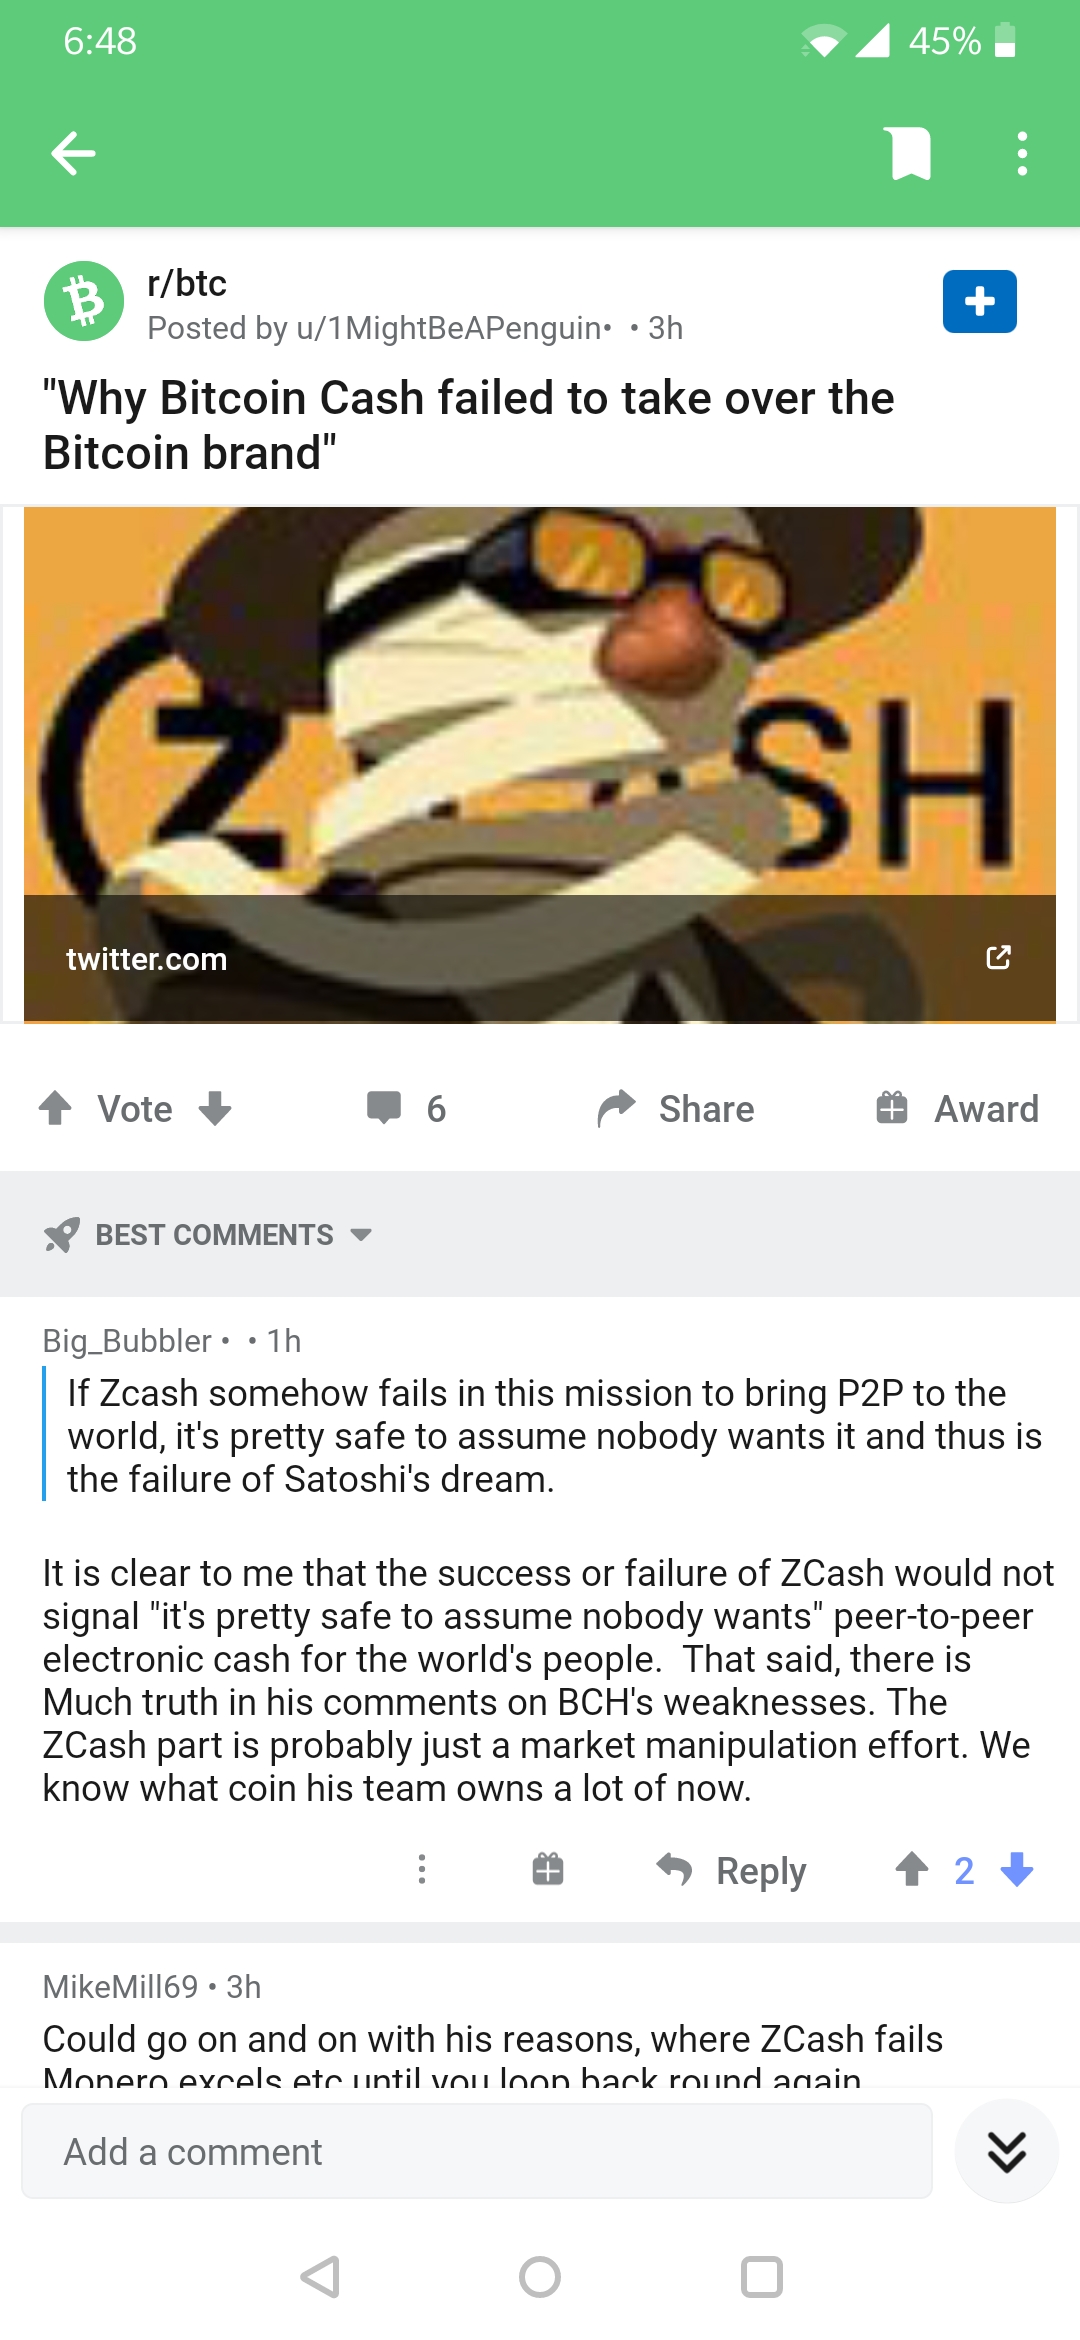 6:48
45%
r/btc
Posted by u/1MightBeAPenguin• • 3h
"Why Bitcoin Cash failed to take over the
Bitcoin brand"
Z SH
twitter.com
Vote 6 Share Award
BEST COMMENTS
Big_Bubbler • • 1h
If Zcash somehow fails in this mission to bring P2P to the
world, it's pretty safe to assume nobody wants it and thus is
the failure of Satoshi's dream.
It is clear to me that the success or failure of ZCash would not
signal "it's pretty safe to assume nobody wants" peer-to-peer
electronic cash for the world's people.  That said, there is
Much truth in his comments on BCH's weaknesses. The
ZCash part is probably just a market manipulation effort. We
know what coin his team owns a lot of now.
Reply 2
MikeMill69 • 3h
Could go on and on with his reasons, where ZCash fails
Monero excels etc until you loop back round again
Add a comment